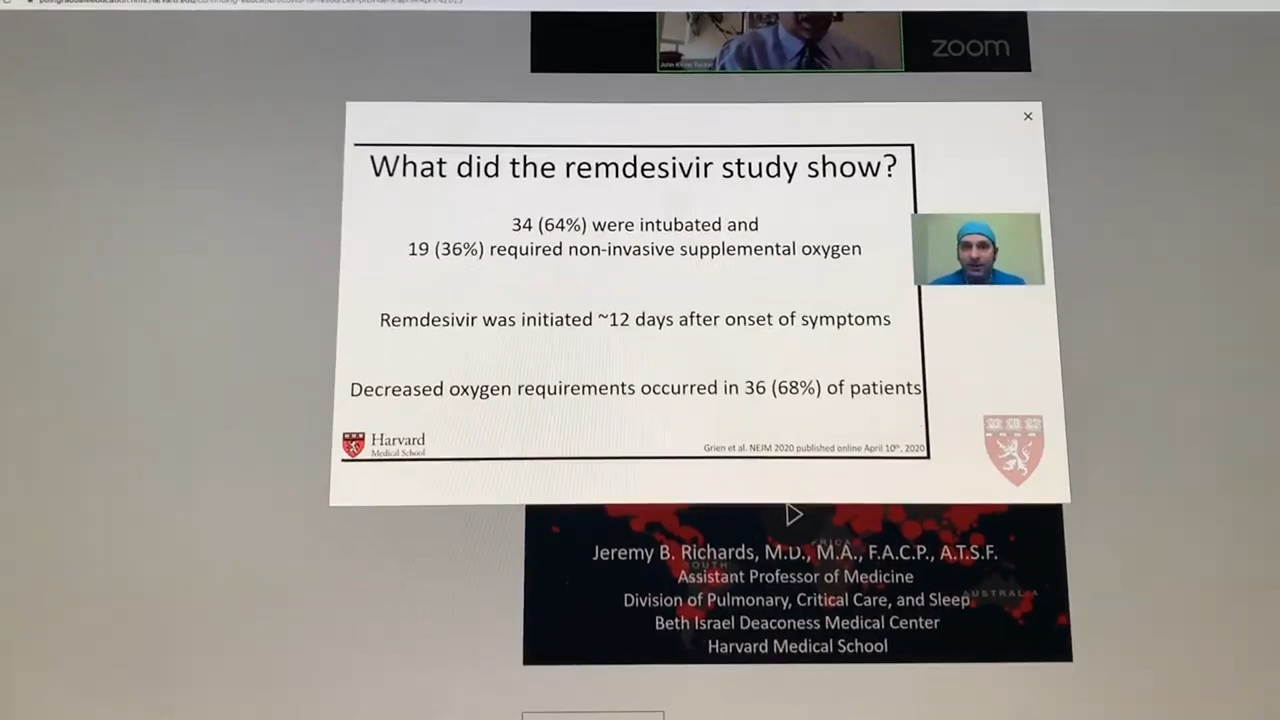 zoom
What did the remdesivir study show?
34 (64%) were intubated and
19 (36%) required non-invasive supplemental oxygen
Remdesivir was initiated ~12 days after onset of symptoms
Decreased oxygen requirements occurred in 36 (68%) of patients
Harvard
Medical School
Grien et al. NEJM 2020 published online April 10th, 2020
Jeremy B. Richards, M.D., M.A., F.A.C.P., A.T.S.F.
Assistant Professor of Medicine
Division of Pulmonary, Critical Care, and Sleep
AUSTRALIA
Beth Israel Deaconess Medical Center
Harvard Medical School